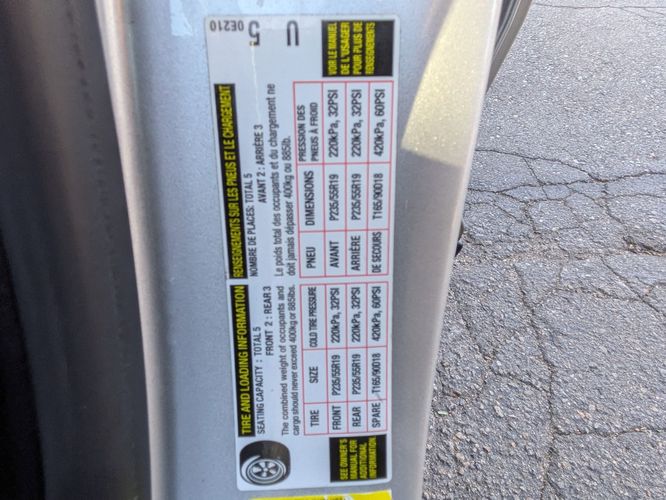 TIRE AND LOADING INFORMATION
SEATING CAPACITY : TOTAL 5
FRONT 2 : REAR 3
The combined weight of occupants and
cargo should never exceed 400kg or 885lbs.
TIRE SIZE COLD TIRE PRESSURE
FRONT P235/55R19 220kPa, 32PSI
REAR P235/55R19 220kPa, 32PSI
SPARE T165/90D18 420kPa, 60PSI
SEE OWNER'S
MANUAL FOR
ADDITIONAL
INFORMATION
RENSEIGNEMENTS SUR LES PNEUS ET LE CHARGEMENT
NOMBRE DE PLACES: TOTAL 5
AVANT 2 : ARRIÈRE 3
Le poids total des occupants et du chargement ne
doit jamais dépasser 400kg ou 885lb.
PNEU DIMENSIONS PRESSION DES
PNEUS À FROID
AVANT P235/55R19 220kPa, 32PSI
ARRIÈRE P235/55R19 220kPa, 32PSI
DE SECOURS T165/90D18 420kPa, 60PSI
VOIR LE MANUEL
DE L'USAGER
POUR PLUS DE
RENSEIGNEMENTS
0E210
5
U